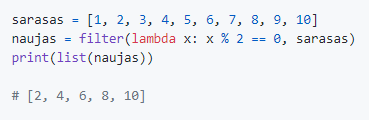 sarasas = [1, 2, 3, 4, 5, 6, 7, 8, 9, 10]
naujas = filter(lambda x: x % 2 == 0, sarasas)
print(list(naujas))
# [2, 4, 6, 8, 10]